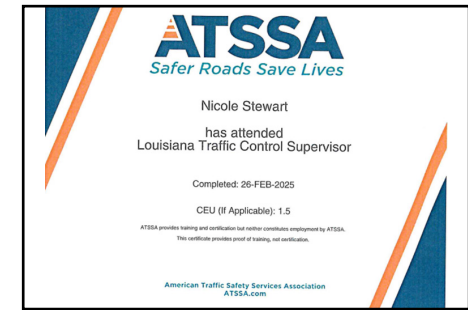 ATSSA
Safer Roads Save Lives
Nicole Stewart
has attended
Louisiana Traffic Control Supervisor
Completed: 26-FEB-2025
CEU (If Applicable): 1.5
ATSSA provides training and certification but neither constitutes employment by ATSSA.
This certificate provides proof of training, not certification.
American Traffic Safety Services Association
ATSSA.com